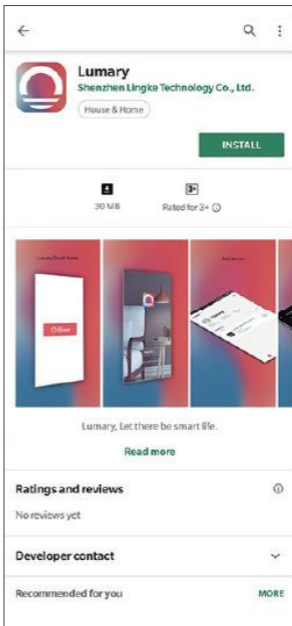 Lumary
Shenzhen Lingke Technology Co., Ltd.
House & Home
INSTALL
30 MB
3+
Rated for 3+
Lumary, Let there be smart life.
Read more
Ratings and reviews
No reviews yet
Developer contact
Recommended for you
MORE